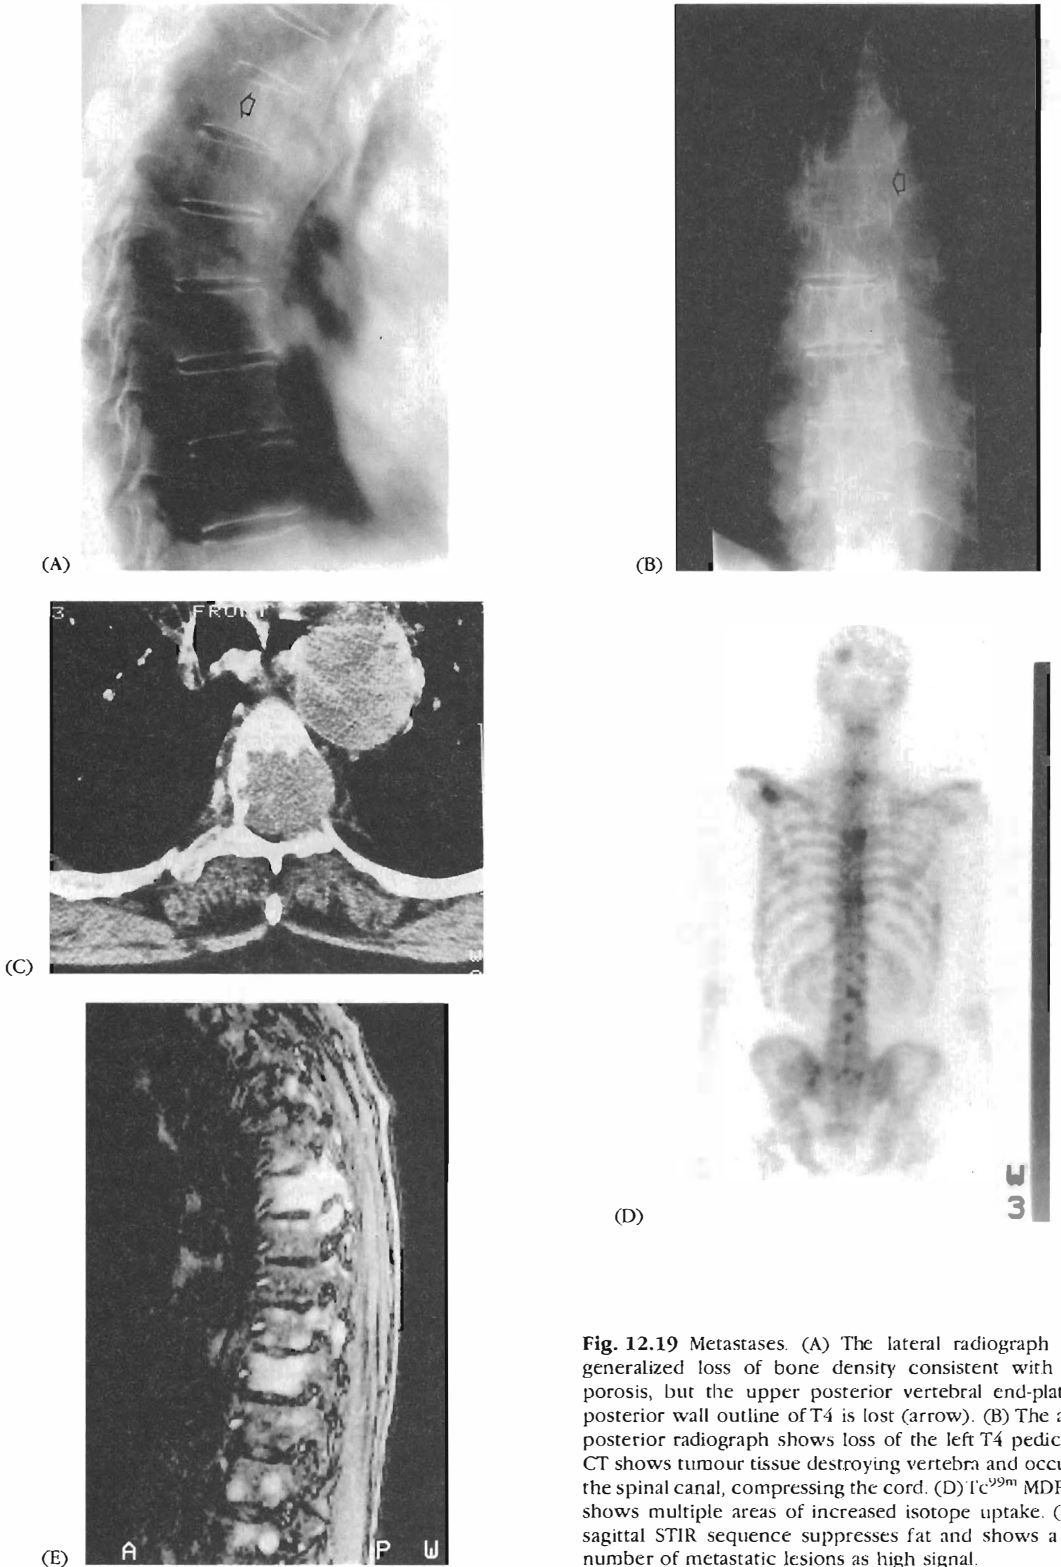 (A)
(B)
3 FRONT
(C)
W
3
(D)
A P W
(E)
Fig. 12.19 Metastases. (A) The lateral radiograph
generalized loss of bone density consistent with
porosis, but the upper posterior vertebral end-plat
posterior wall outline of T4 is lost (arrow). (B) The a
posterior radiograph shows loss of the left T4 pedic
CT shows tumour tissue destroying vertebra and occu
the spinal canal, compressing the cord. (D) Tc99m MDP
shows multiple areas of increased isotope uptake. (
sagittal STIR sequence suppresses fat and shows a
number of metastatic lesions as high signal.